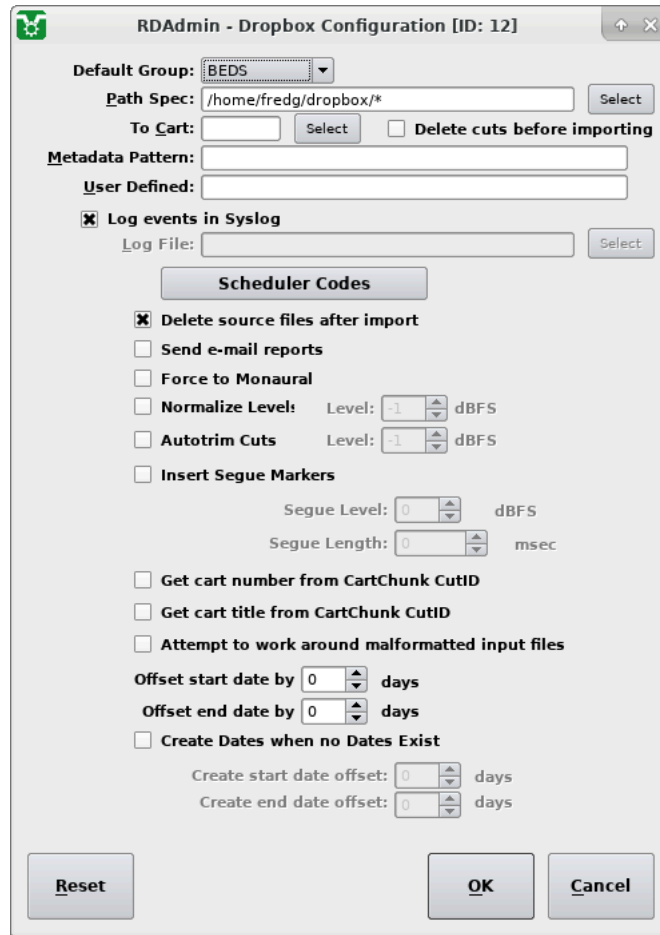 RDAdmin - Dropbox Configuration [ID: 12]
Default Group: BEDS
Path Spec: /home/fredg/dropbox/* Select
To Cart: Select Delete cuts before importing
Metadata Pattern:
User Defined:
Log events in Syslog
Log File: Select
Scheduler Codes
Delete source files after import
Send e-mail reports
Force to Monaural
Normalize Levels Level: -1 dBFS
Autotrim Cuts Level: -1 dBFS
Insert Segue Markers
Segue Level: 0 dBFS
Segue Length: 0 msec
Get cart number from CartChunk CutID
Get cart title from CartChunk CutID
Attempt to work around malformatted input files
Offset start date by 0 days
Offset end date by 0 days
Create Dates when no Dates Exist
Create start date offset: 0 days
Create end date offset: 0 days
Reset OK Cancel